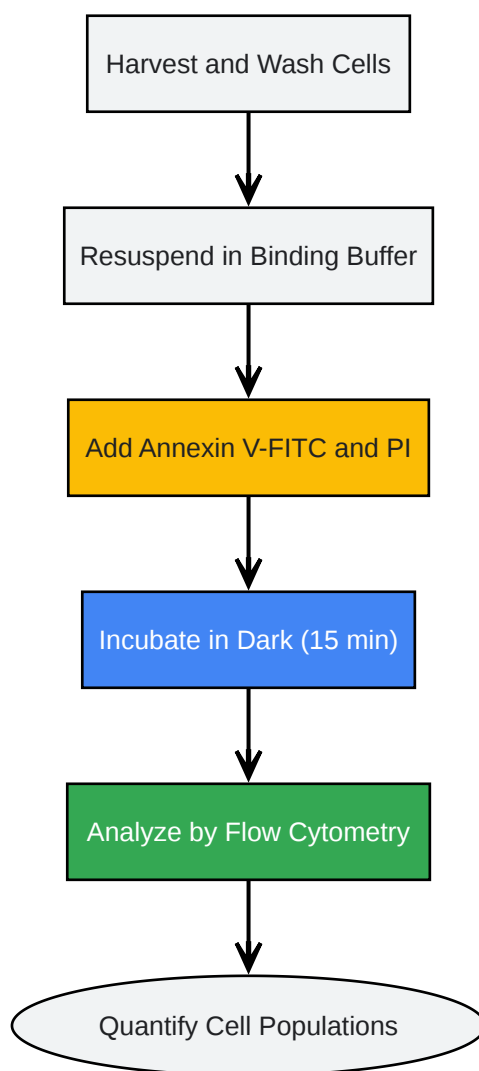 Harvest and Wash Cells
Resuspend in Binding Buffer
Add Annexin V-FITC and PI
Incubate in Dark (15 min)
Analyze by Flow Cytometry
Quantify Cell Populations